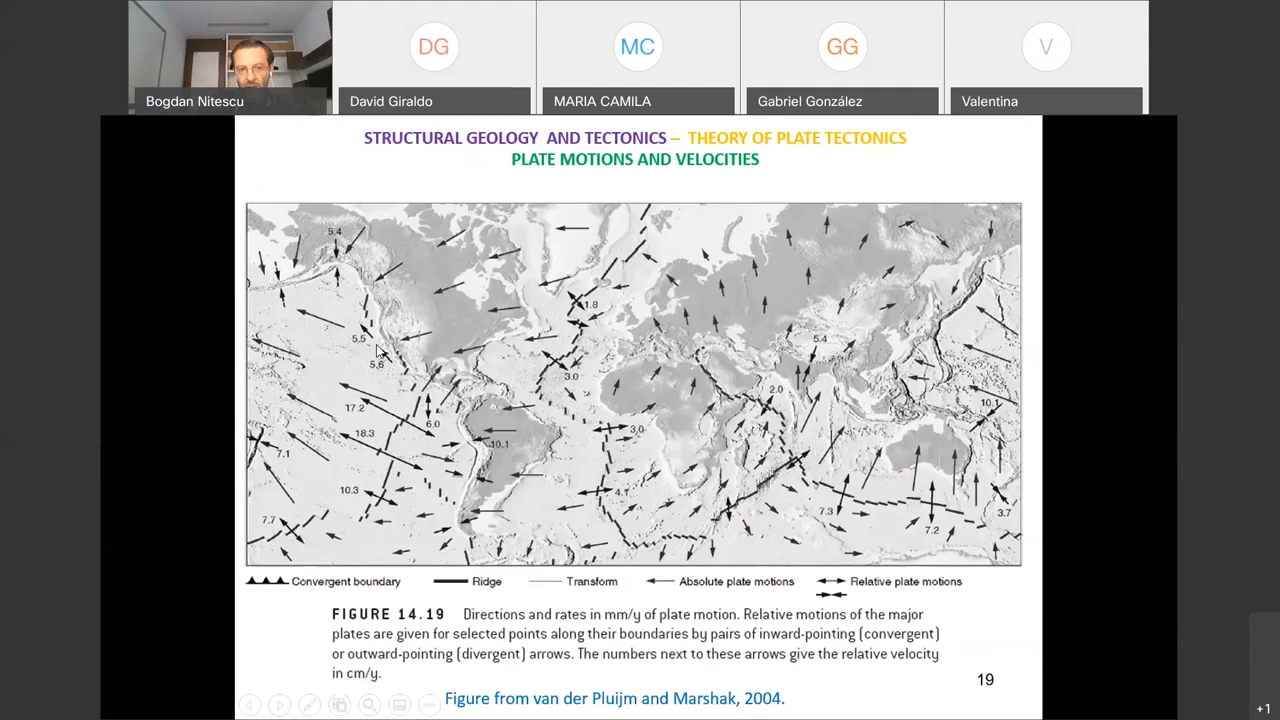 DG
MC
GG
V
Bogdan Nitescu
David Giraldo
MARIA CAMILA
Gabriel González
Valentina
STRUCTURAL GEOLOGY AND TECTONICS – THEORY OF PLATE TECTONICS
PLATE MOTIONS AND VELOCITIES
5.4
1.8
5.5
5.4
5.6
3.0
2.0
17.2
10.1
6.0
3.0
18.3
10.1
7.1
10.3
4.1
7.3
3.7
7.7
7.2
Convergent boundary
Ridge
Transform
Absolute plate motions
Relative plate motions
FIGURE 14.19 Directions and rates in mm/y of plate motion. Relative motions of the major
plates are given for selected points along their boundaries by pairs of inward-pointing (convergent)
or outward-pointing (divergent) arrows. The numbers next to these arrows give the relative velocity
in cm/y.
19
Figure from van der Pluijm and Marshak, 2004.
+1